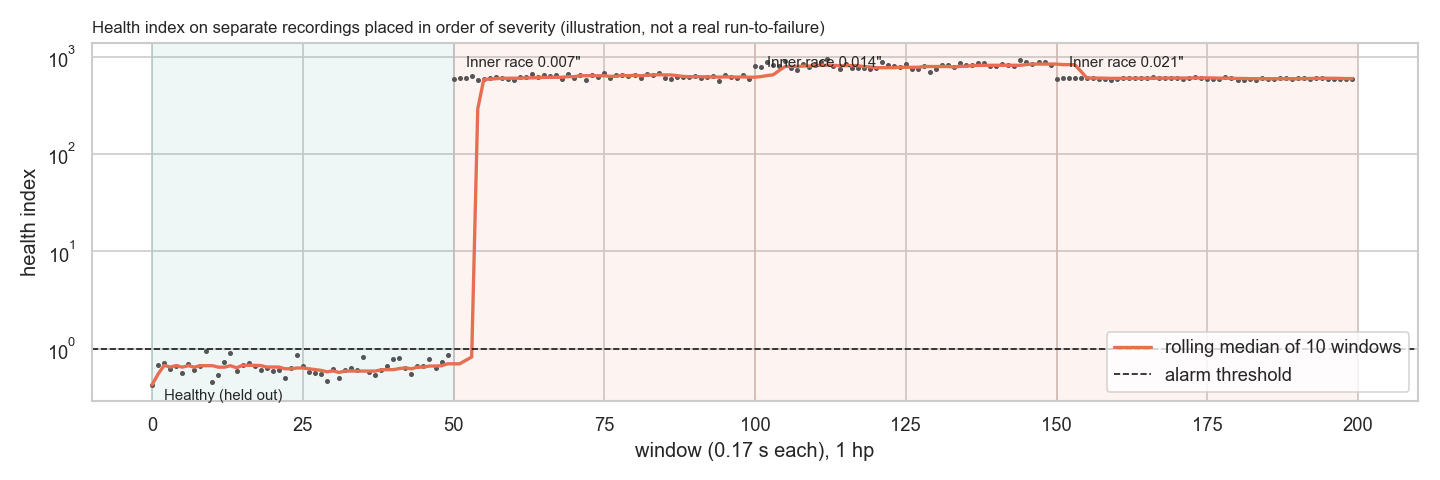 Health index on separate recordings placed in order of severity (illustration, not a real run-to-failure)
10³
10²
10¹
10⁰
health index
Inner race 0.007"
Inner race 0.014"
Inner race 0.021"
Healthy (held out)
rolling median of 10 windows
alarm threshold
0 25 50 75 100 125 150 175 200
window (0.17 s each), 1 hp